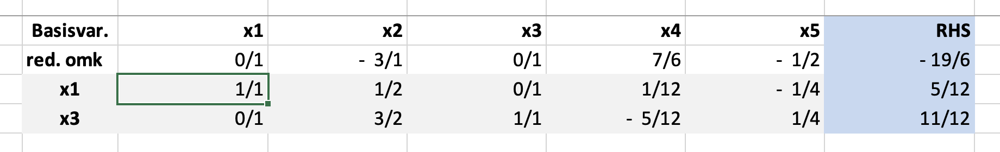 Basisvar. x1 x2 x3 x4 x5 RHS
red. omk 0/1 - 3/1 0/1 7/6 - 1/2 - 19/6
x1 1/1 1/2 0/1 1/12 - 1/4 5/12
x3 0/1 3/2 1/1 - 5/12 1/4 11/12